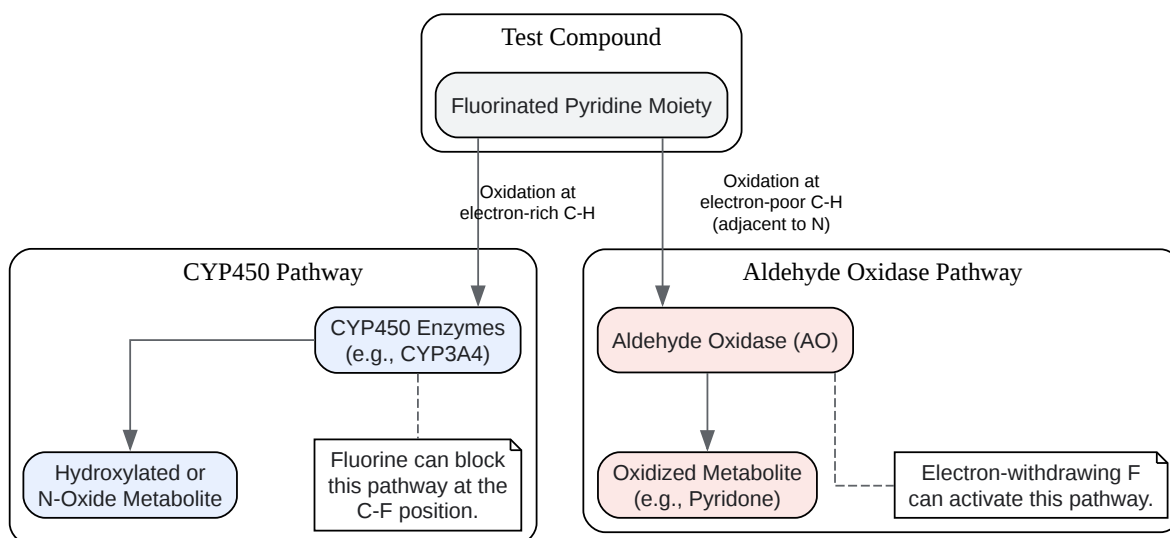 Test Compound
Fluorinated Pyridine Moiety
Oxidation at
electron-rich C-H
Oxidation at
electron-poor C-H
(adjacent to N)
CYP450 Pathway
CYP450 Enzymes
(e.g., CYP3A4)
Hydroxylated or
N-Oxide Metabolite
Fluorine can block
this pathway at the
C-F position.
Aldehyde Oxidase Pathway
Aldehyde Oxidase (AO)
Oxidized Metabolite
(e.g., Pyridone)
Electron-withdrawing F
can activate this pathway.